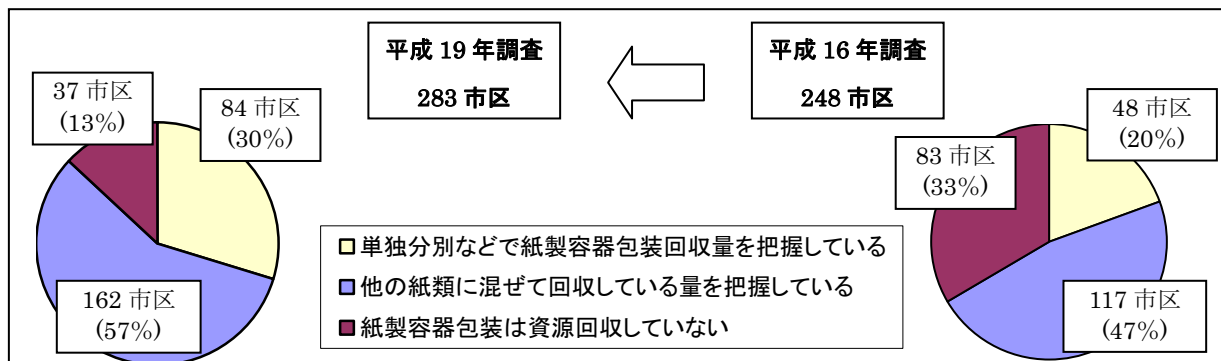 平成 19 年調査
283 市区
平成 16 年調査
248 市区
37 市区
(13%)
84 市区
(30%)
162 市区
(57%)
48 市区
(20%)
83 市区
(33%)
117 市区
(47%)
単独分別などで紙製容器包装回収量を把握している
他の紙類に混ぜて回収している量を把握している
紙製容器包装は資源回収していない